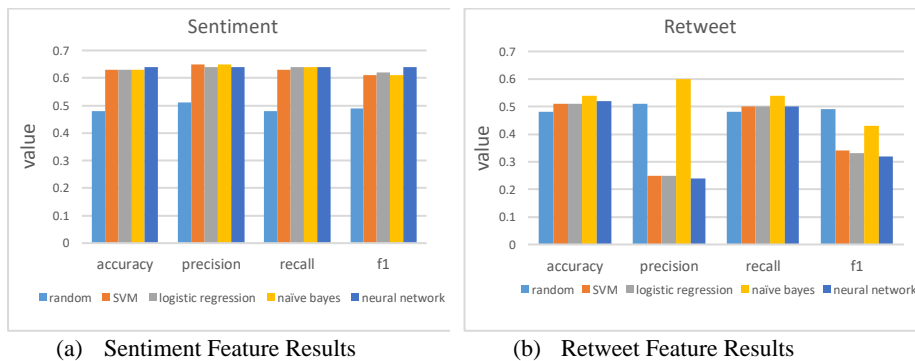 Sentiment
0.7
0.6
0.5
0.4
0.3
0.2
0.1
0
value
accuracy precision recall f1
random SVM logistic regression naïve bayes neural network
(a) Sentiment Feature Results
Retweet
0.7
0.6
0.5
0.4
0.3
0.2
0.1
0
value
accuracy precision recall f1
random SVM logistic regression naïve bayes neural network
(b) Retweet Feature Results